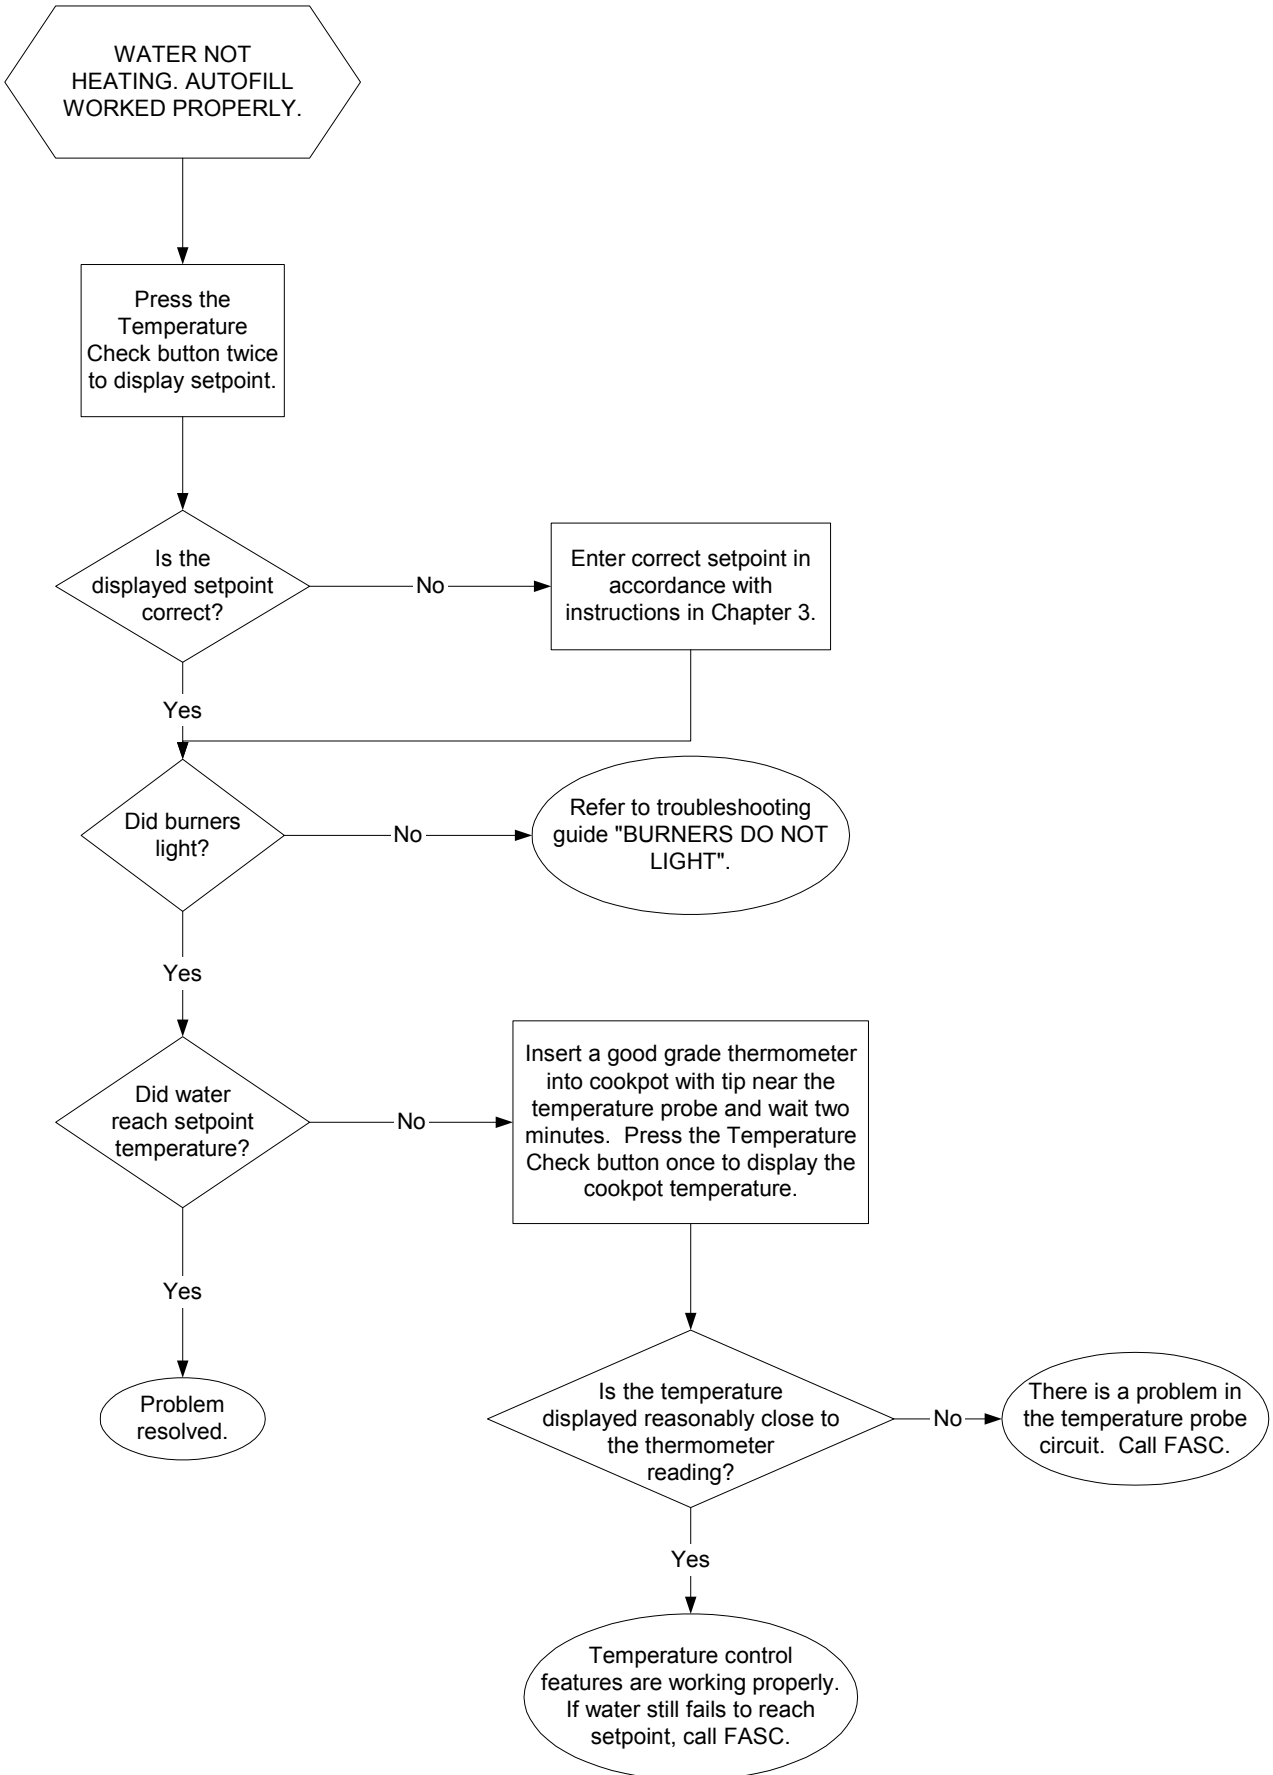 WATER NOT
HEATING. AUTOFILL
WORKED PROPERLY.
Press the
Temperature
Check button twice
to display setpoint.
Is the
displayed setpoint
correct?
No
Enter correct setpoint in
accordance with
instructions in Chapter 3.
Yes
Did burners
light?
No
Refer to troubleshooting
guide "BURNERS DO NOT
LIGHT".
Yes
Did water
reach setpoint
temperature?
No
Insert a good grade thermometer
into cookpot with tip near the
temperature probe and wait two
minutes. Press the Temperature
Check button once to display the
cookpot temperature.
Yes
Problem
resolved.
Is the temperature
displayed reasonably close to
the thermometer
reading?
No
There is a problem in
the temperature probe
circuit. Call FASC.
Yes
Temperature control
features are working properly.
If water still fails to reach
setpoint, call FASC.